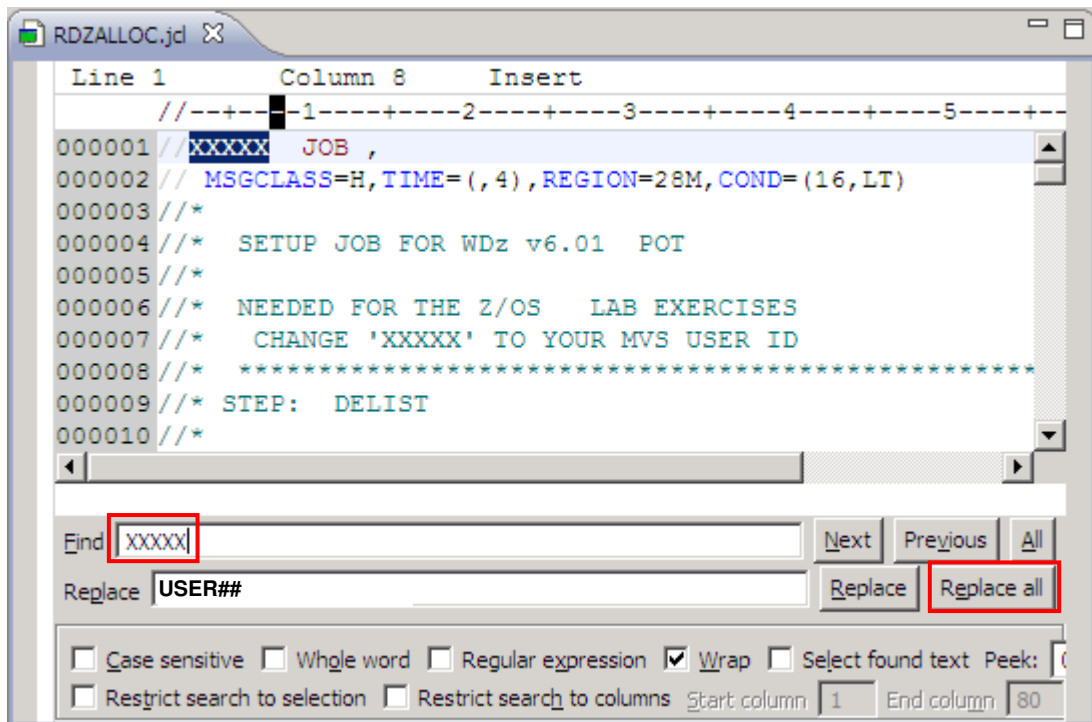 RDZALLOC.jcl
Line 1 Column 8 Insert
//--+----1----+----2----+----3----+----4----+----5----+--
000001 //XXXXX JOB ,
000002 // MSGCLASS=H,TIME=(,4),REGION=28M,COND=(16,LT)
000003 //*
000004 //* SETUP JOB FOR WDz v6.01 POT
000005 //*
000006 //* NEEDED FOR THE Z/OS LAB EXERCISES
000007 //* CHANGE 'XXXXX' TO YOUR MVS USER ID
000008 //* **************************************************
000009 //* STEP: DELIST
000010 //*
Find XXXXX Next Previous All
Replace USER## Replace Replace all
Case sensitive Whole word Regular expression Wrap Select found text Peek:
Restrict search to selection Restrict search to columns Start column 1 End column 80